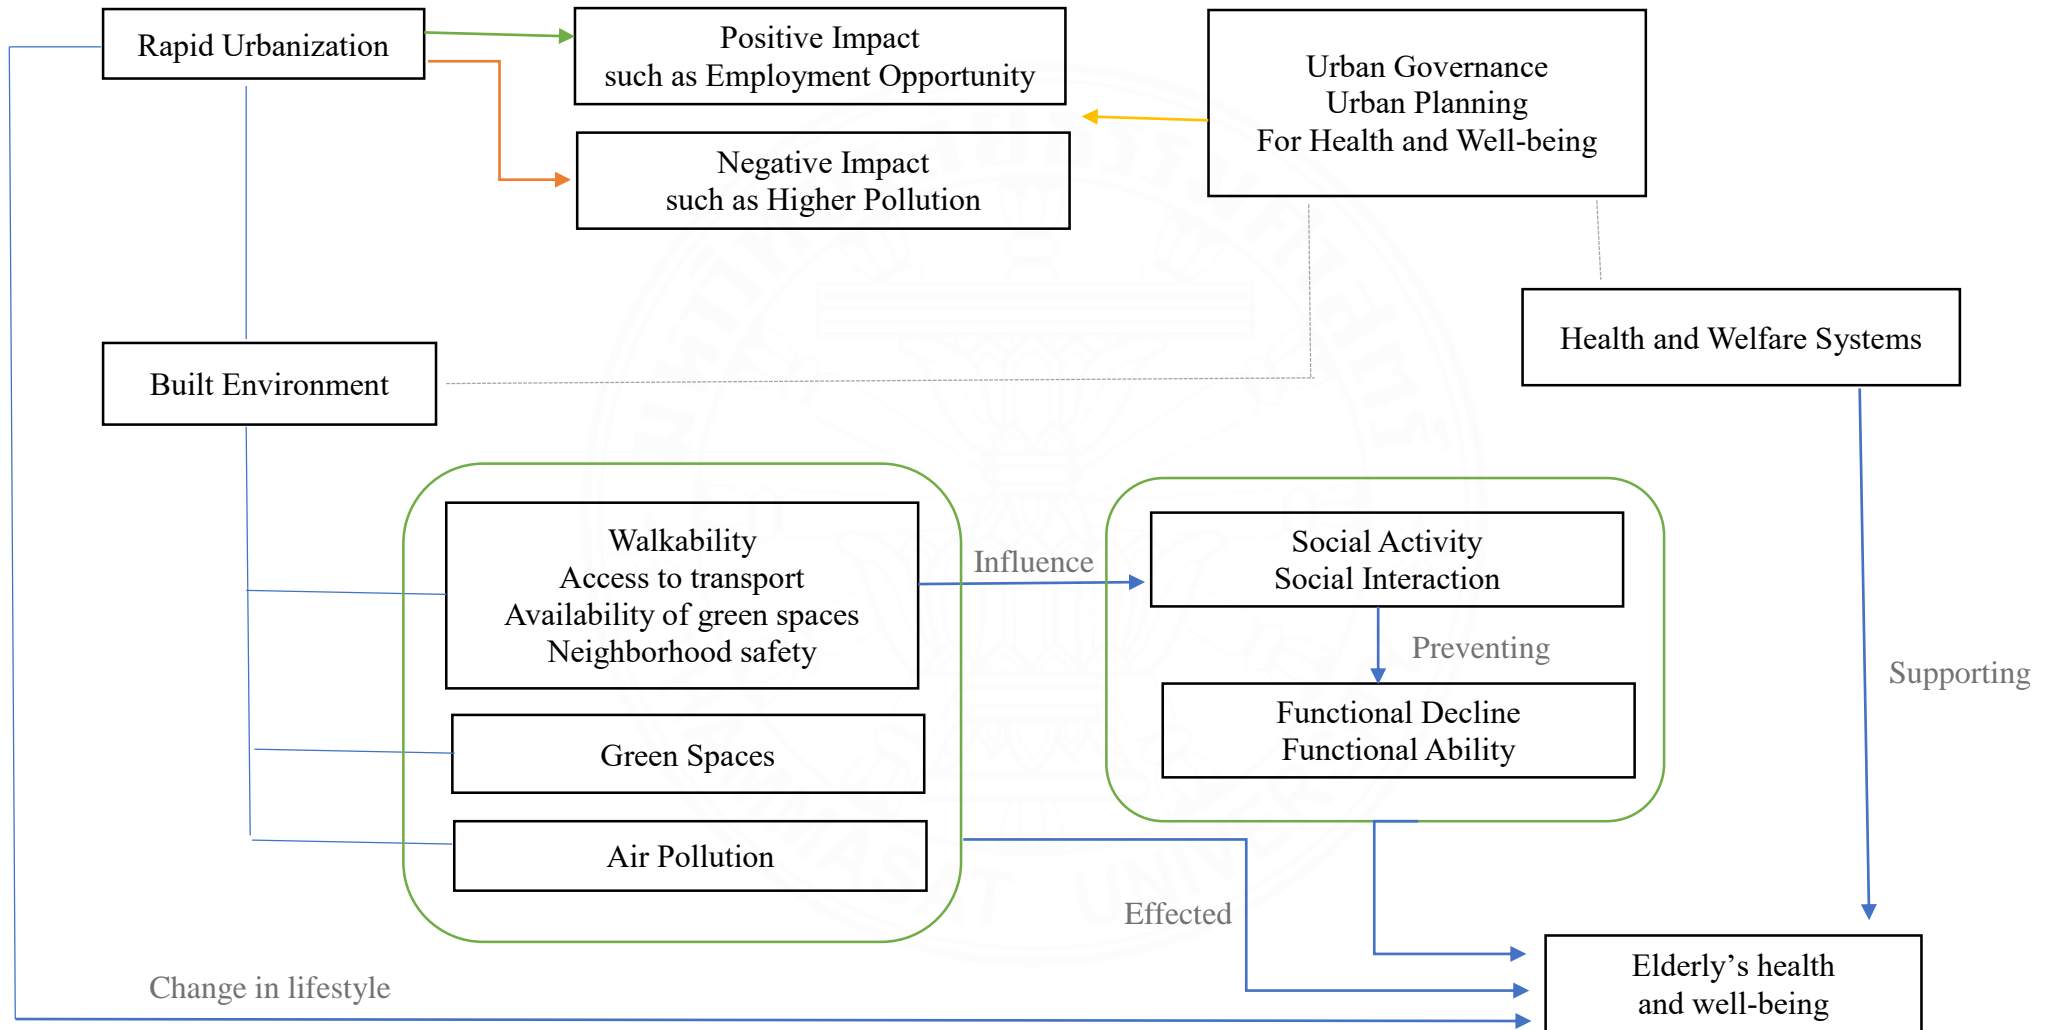 Rapid Urbanization
Positive Impact
such as Employment Opportunity
Negative Impact
such as Higher Pollution
Urban Governance
Urban Planning
For Health and Well-being
Health and Welfare Systems
Built Environment
Walkability
Access to transport
Availability of green spaces
Neighborhood safety
Influence
Social Activity
Social Interaction
Preventing
Functional Decline
Functional Ability
Supporting
Green Spaces
Air Pollution
Effected
Change in lifestyle
Elderly’s health
and well-being